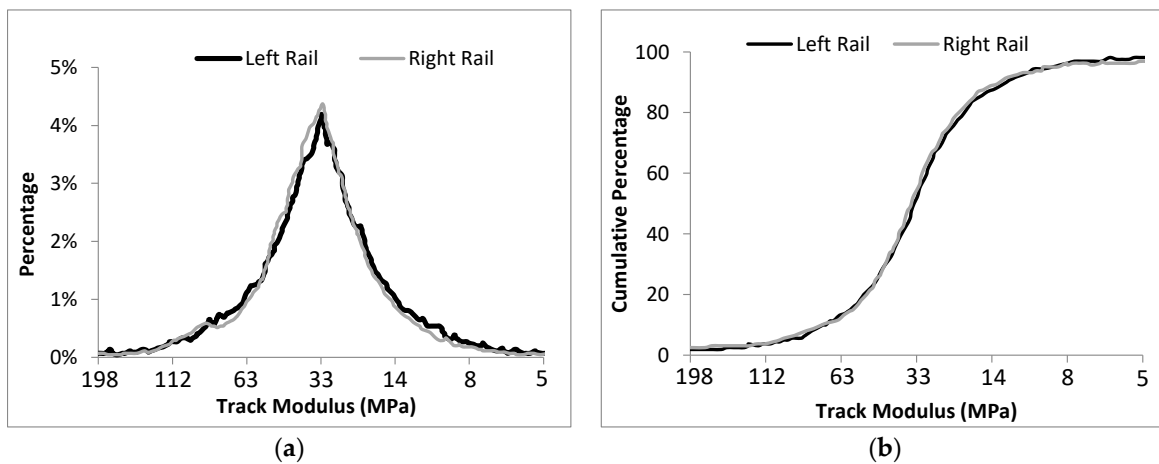 Left Rail Right Rail
5%
4%
3%
2%
1%
0%
Percentage
198 112 63 33 14 8 5
Track Modulus (MPa)
(a)
Left Rail Right Rail
100
80
60
40
20
0
Cumulative Percentage
198 112 63 33 14 8 5
Track Modulus (MPa)
(b)